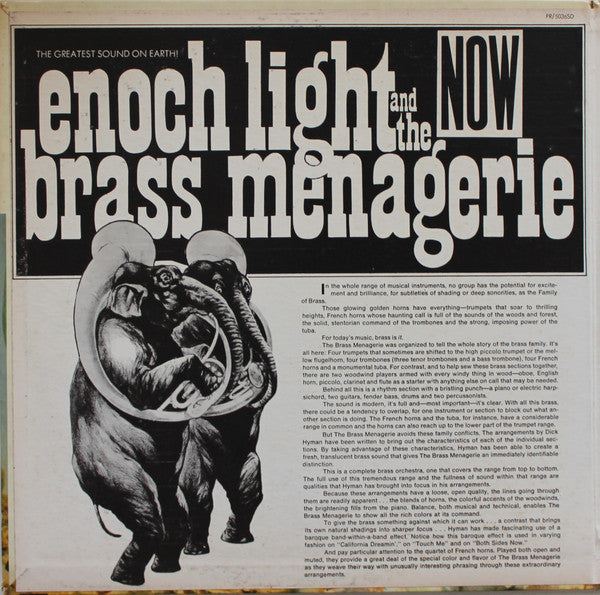 PR/5036SD
THE GREATEST SOUND ON EARTH!
enoch light and the NOW
brass menagerie
In the whole range of musical instruments, no group has the potential for excite-
ment and brilliance, for subtleties of shading or deep sonorities, as the Family
of Brass.
Those glowing golden horns have everything—trumpets that soar to thrilling
heights, French horns whose haunting call is full of the sounds of the woods and forest,
the solid, stentorian command of the trombones and the strong, imposing power of the
tuba.
For today's music, brass is it.
The Brass Menagerie was organized to tell the whole story of the brass family. It's
all here: Four trumpets that sometimes are shifted to the high piccolo trumpet or the mel-
low fluegelhorn, four trombones (three tenor trombones and a bass trombone), four French
horns and a monumental tuba. For contrast, and to help sew these brass sections together,
there are two woodwind players armed with every windy thing in wood—oboe, English
horn, piccolo, clarinet and flute as a starter with anything else on call that may be needed.
Behind all this is a rhythm section with a bristling punch—a piano or electric harp-
sichord, two guitars, fender bass, drums and two percussionists.
The sound is modern, it's full and—most important—it's clear. With all this brass,
there could be a tendency to overlap, for one instrument or section to block out what an-
other section is doing. The French horns and the tuba, for instance, have a considerable
range in common and the horns can also reach up to the lower part of the trumpet range.
But The Brass Menagerie avoids these family conflicts. The arrangements by Dick
Hyman have been written to bring out the characteristics of each of the individual sec-
tions. By taking advantage of these characteristics, Hyman has been able to create a
fresh, translucent brass sound that gives The Brass Menagerie an immediately identifiable
distinction.
This is a complete brass orchestra, one that covers the range from top to bottom.
The full use of this tremendous range and the fullness of sound within that range are
qualities that Hyman has brought into focus in his arrangements.
Because these arrangements have a loose, open quality, the lines going through
them are readily apparent . . . the blends of horns, the colorful accents of the woodwinds,
the brightening fills from the piano. Balance, both musical and technical, enables The
Brass Menagerie to show all the rich colors at its command.
To give the brass something against which it can work . . . a contrast that brings
its own natural shadings into sharper focus . . . Hyman has made fascinating use of a
baroque band-within-a-band effect. Notice how this baroque effect is used in varying
fashion on "California Dreamin'," on "Touch Me" and on "Both Sides Now."
And pay particular attention to the quartet of French horns. Played both open and
muted, they provide a great deal of the special color and flavor of The Brass Menagerie
as they weave their way with unusually interesting phrasing through these extraordinary
arrangements.